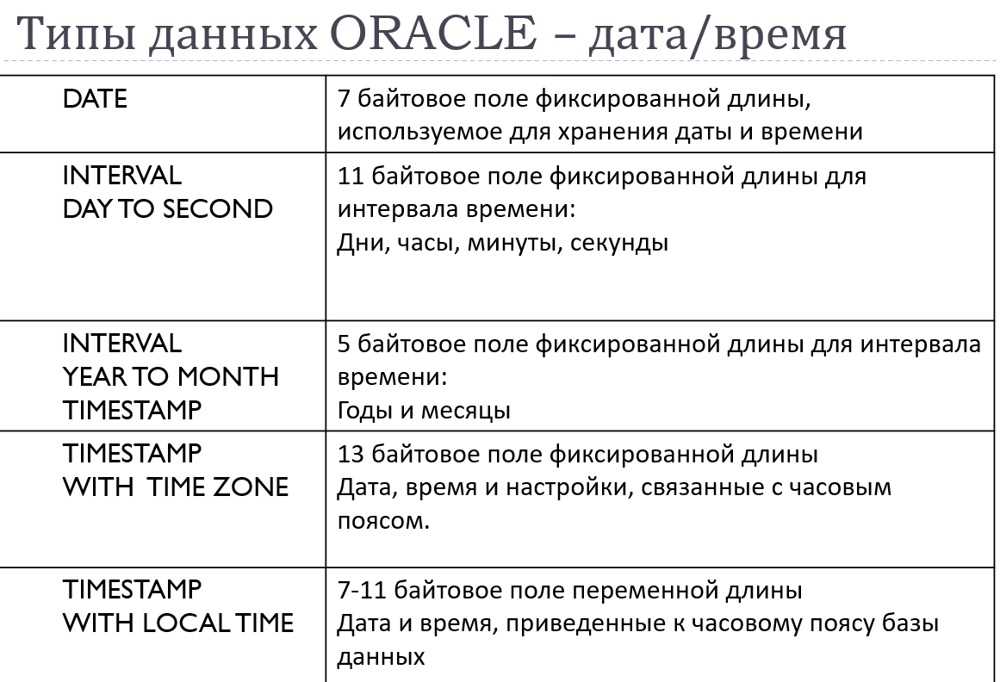 Типы данных ORACLE – дата/время
DATE
7 байтовое поле фиксированной длины,
используемое для хранения даты и времени
INTERVAL
DAY TO SECOND
11 байтовое поле фиксированной длины для
интервала времени:
Дни, часы, минуты, секунды
INTERVAL
YEAR TO MONTH
TIMESTAMP
5 байтовое поле фиксированной длины для интервала
времени:
Годы и месяцы
TIMESTAMP
WITH TIME ZONE
13 байтовое поле фиксированной длины
Дата, время и настройки, связанные с часовым
поясом.
TIMESTAMP
WITH LOCAL TIME
7-11 байтовое поле переменной длины
Дата и время, приведенные к часовому поясу базы
данных